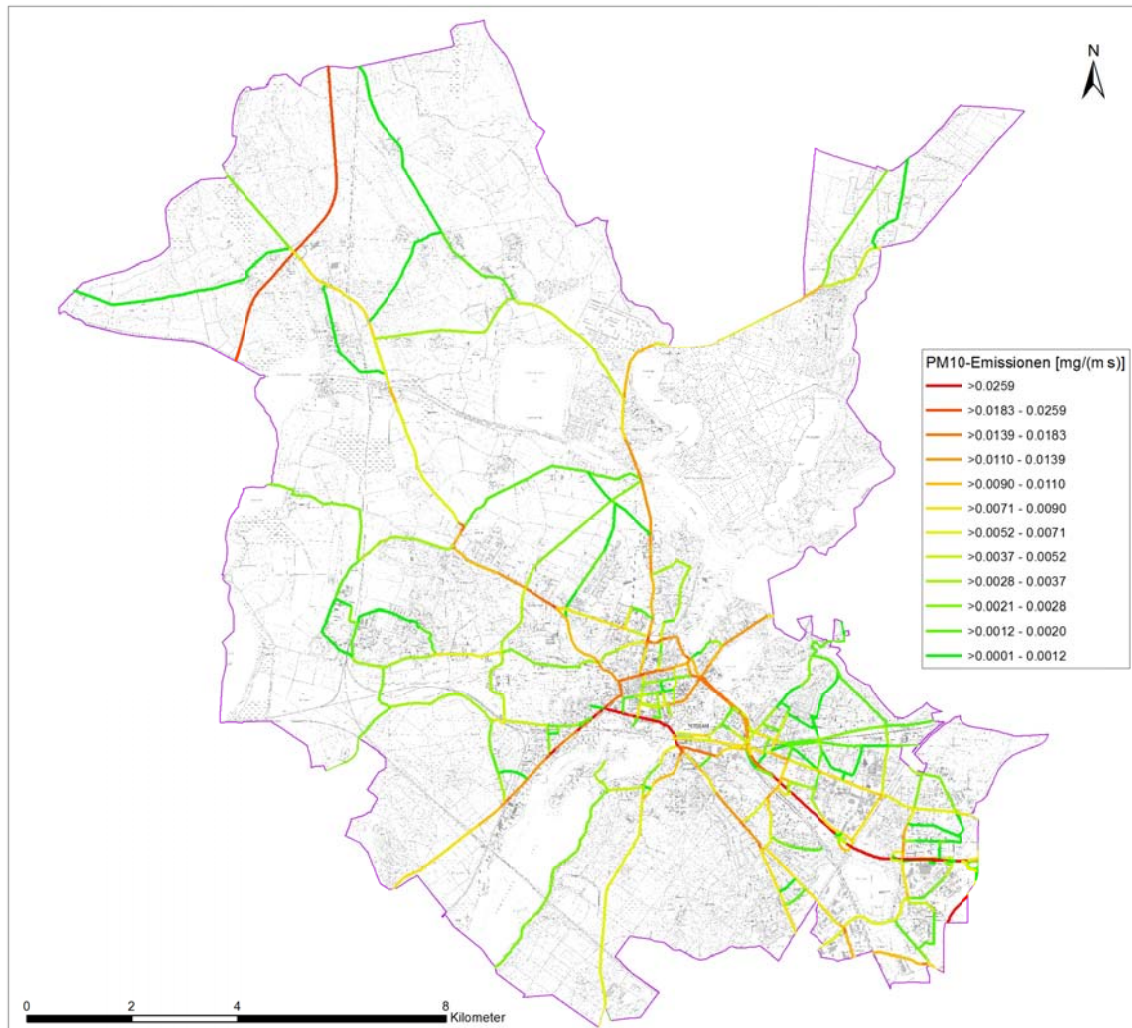 N
PM10-Emissionen [mg/(m s)]
>0.0259
>0.0183 - 0.0259
>0.0139 - 0.0183
>0.0110 - 0.0139
>0.0090 - 0.0110
>0.0071 - 0.0090
>0.0052 - 0.0071
>0.0037 - 0.0052
>0.0028 - 0.0037
>0.0021 - 0.0028
>0.0012 - 0.0020
>0.0001 - 0.0012
0 2 4 8
Kilometer